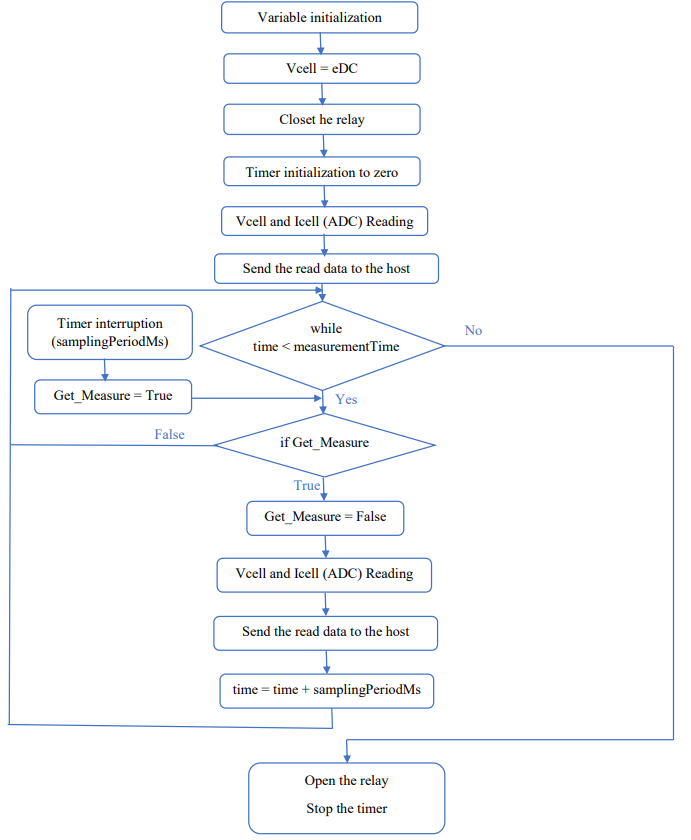 Variable initialization
Vcell = eDC
Closet he relay
Timer initialization to zero
Vcell and Icell (ADC) Reading
Send the read data to the host
while
time < measurementTime
No
Timer interruption
(samplingPeriodMs)
Get_Measure = True
Yes
False
if Get_Measure
True
Get_Measure = False
Vcell and Icell (ADC) Reading
Send the read data to the host
time = time + samplingPeriodMs
Open the relay
Stop the timer